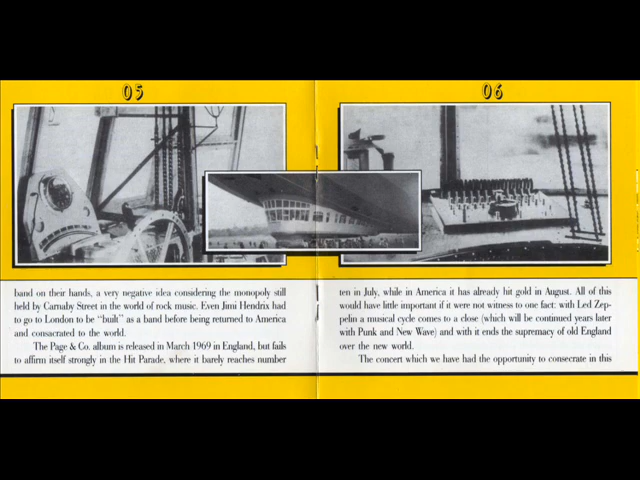 05
band on their hands, a very negative idea considering the monopoly still
held by Carnaby Street in the world of rock music. Even Jimi Hendrix had
to go to London to be "built" as a band before being returned to America
and consacrated to the world.
The Page & Co. album is released in March 1969 in England, but fails
to affirm itself strongly in the Hit Parade, where it barely reaches number
06
ten in July, while in America it has already hit gold in August. All of this
would have little important if it were not witness to one fact: with Led Zep-
pelin a musical cycle comes to a close (which will be continued years later
with Punk and New Wave) and with it ends the supremacy of old England
over the new world.
The concert which we have had the opportunity to consecrate in this